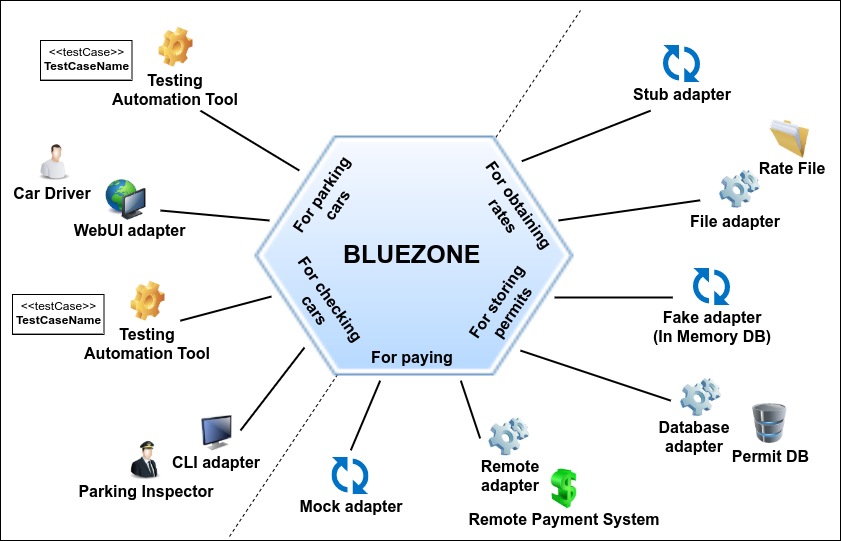 <<testCase>>
TestCaseName
Testing
Automation Tool
Stub adapter
Rate File
File adapter
Car Driver
WebUI adapter
For parking
cars
For obtaining
rates
BLUEZONE
For checking
cars
For storing
permits
For paying
<<testCase>>
TestCaseName
Testing
Automation Tool
Fake adapter
(In Memory DB)
Database
adapter
Permit DB
CLI adapter
Parking Inspector
Mock adapter
Remote
adapter
Remote Payment System